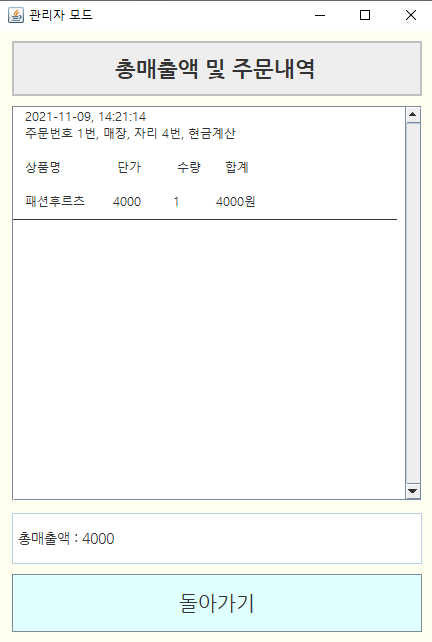 관리자 모드
총매출액 및 주문내역
2021-11-09, 14:21:14
주문번호 1번, 매장, 자리 4번, 현금계산
상품명 단가 수량 합계
패션후르츠 4000 1 4000원
총매출액 : 4000
돌아가기